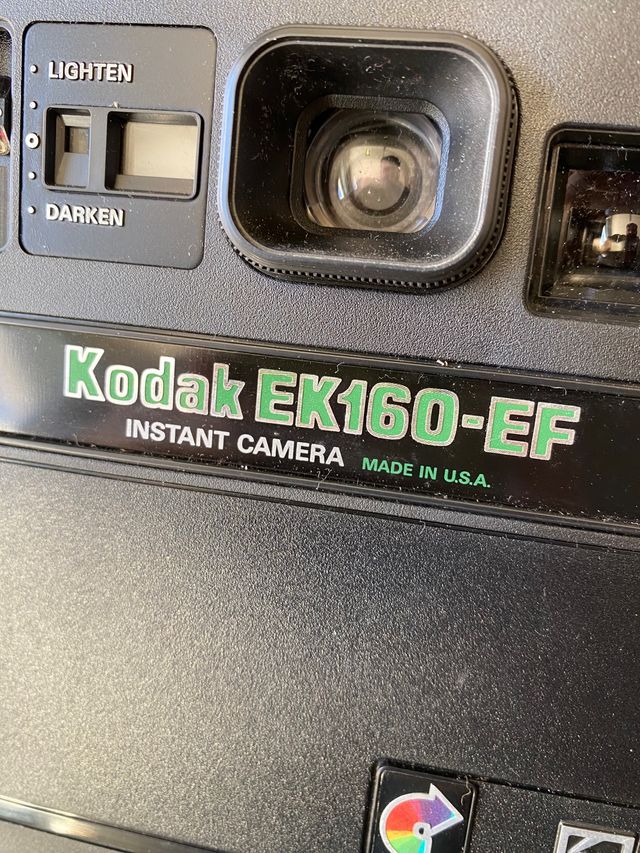 LIGHTEN
DARKEN
Kodak EK160-EF
INSTANT CAMERA MADE IN U.S.A.